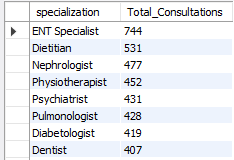 specialization Total_Consultations
ENT Specialist 744
Dietitian 531
Nephrologist 477
Physiotherapist 452
Psychiatrist 431
Pulmonologist 428
Diabetologist 419
Dentist 407